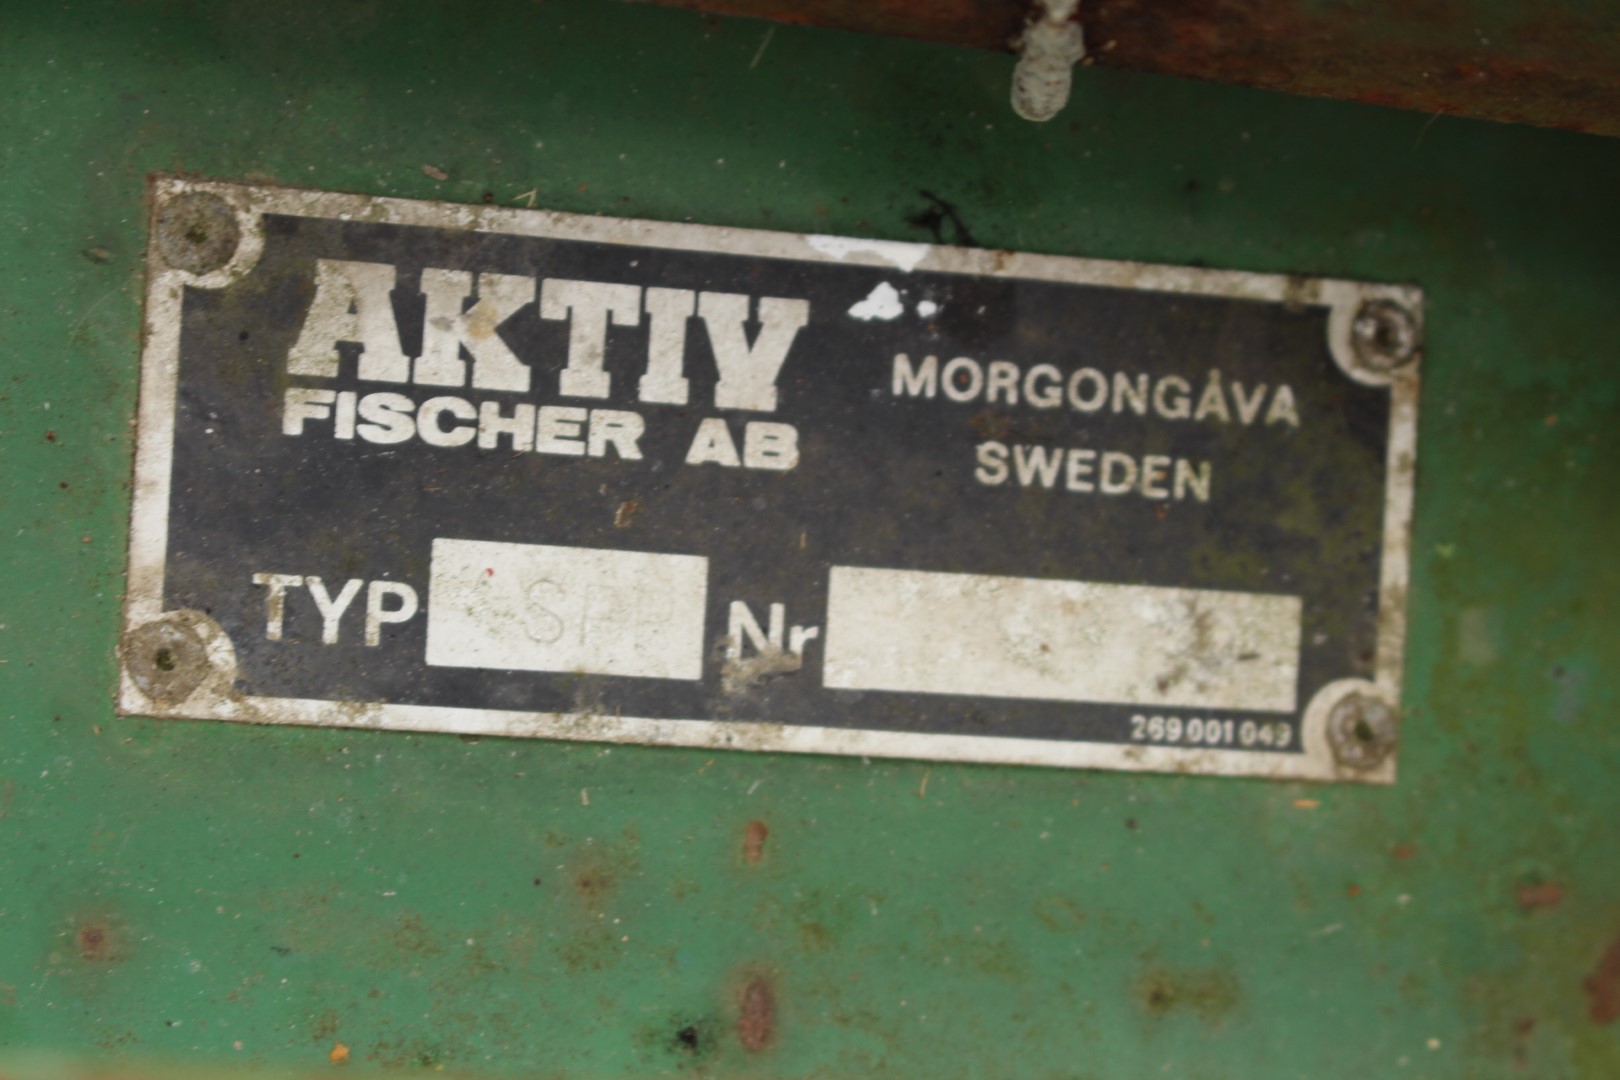 AKTIV
FISCHER AB
MORGONGÅVA
SWEDEN
TYP
Nr
269 001 049